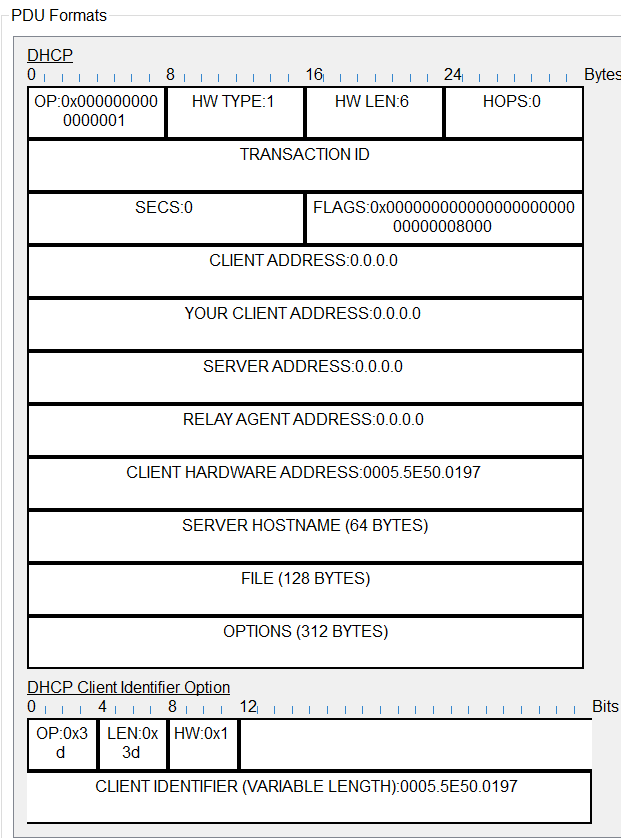 PDU Formats
DHCP
0 8 16 24 Bytes
OP:0x000000000 HW TYPE:1 HW LEN:6 HOPS:0
0000001
TRANSACTION ID
SECS:0 FLAGS:0x000000000000000000000
00000008000
CLIENT ADDRESS:0.0.0.0
YOUR CLIENT ADDRESS:0.0.0.0
SERVER ADDRESS:0.0.0.0
RELAY AGENT ADDRESS:0.0.0.0
CLIENT HARDWARE ADDRESS:0005.5E50.0197
SERVER HOSTNAME (64 BYTES)
FILE (128 BYTES)
OPTIONS (312 BYTES)
DHCP Client Identifier Option
0 4 8 12 Bits
OP:0x3 LEN:0x HW:0x1
d 3d
CLIENT IDENTIFIER (VARIABLE LENGTH):0005.5E50.0197